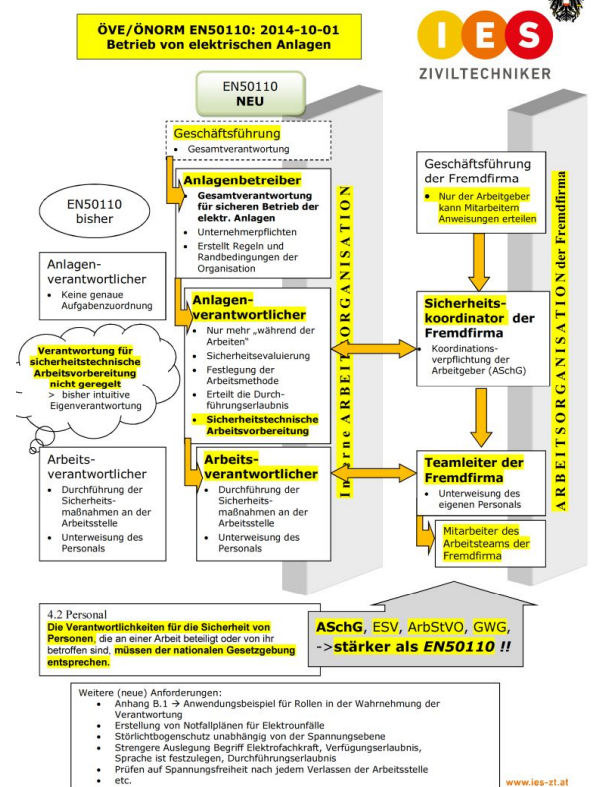 ÖVE/ÖNORM EN50110: 2014-10-01
Betrieb von elektrischen Anlagen
IES
ZIVILTECHNIKER
EN50110
NEU
Geschäftsführung
• Gesamtverantwortung
Anlagenbetreiber
• Gesamtverantwortung
für sicheren Betrieb der
elektr. Anlagen
• Unternehmerpflichten
• Erstellt Regeln und
Randbedingungen der
Organisation
EN50110
bisher
Anlagen-
verantwortlicher
• Keine genaue
Aufgabenzuordnung
Verantwortung für
sicherheitstechnische
Arbeitsvorbereitung
nicht geregelt
> bisher intuitive
Eigenverantwortung
Arbeits-
verantwortlicher
• Durchführung der
Sicherheits-
maßnahmen an der
Arbeitsstelle
• Unterweisung des
Personals
Anlagen-
verantwortlicher
• Nur mehr „während der
Arbeiten“
• Sicherheitsevaluierung
• Festlegung der
Arbeitsmethode
• Erteilt die Durch-
führungserlaubnis
• Sicherheitstechnische
Arbeitsvorbereitung
Arbeits-
verantwortlicher
• Durchführung der
Sicherheits-
maßnahmen an der
Arbeitsstelle
• Unterweisung des
Personals
Interne ARBEITSORGANISATION
Geschäftsführung
der Fremdfirma
• Nur der Arbeitgeber
kann Mitarbeitern
Anweisungen erteilen
Sicherheits-
koordinator der
Fremdfirma
• Koordinations-
verpflichtung der
Arbeitgeber (ASchG)
Teamleiter der
Fremdfirma
• Unterweisung des
eigenen Personals
Mitarbeiter des
Arbeitsteams der
Fremdfirma
ARBEITSORGANISATION der Fremdfirma
4.2 Personal
Die Verantwortlichkeiten für die Sicherheit von
Personen, die an einer Arbeit beteiligt oder von ihr
betroffen sind, müssen der nationalen Gesetzgebung
entsprechen.
ASchG, ESV, ArbStVO, GWG,
->stärker als EN50110 !!
Weitere (neue) Anforderungen:
• Anhang B.1 → Anwendungsbeispiel für Rollen in der Wahrnehmung der
Verantwortung
• Erstellung von Notfallplänen für Elektrounfälle
• Störlichtbogenschutz unabhängig von der Spannungsebene
• Strengere Auslegung Begriff Elektrofachkraft, Verfügungserlaubnis,
Sprache ist festzulegen, Durchführungserlaubnis
• Prüfen auf Spannungsfreiheit nach jedem Verlassen der Arbeitsstelle
• etc.
www.ies-zt.at